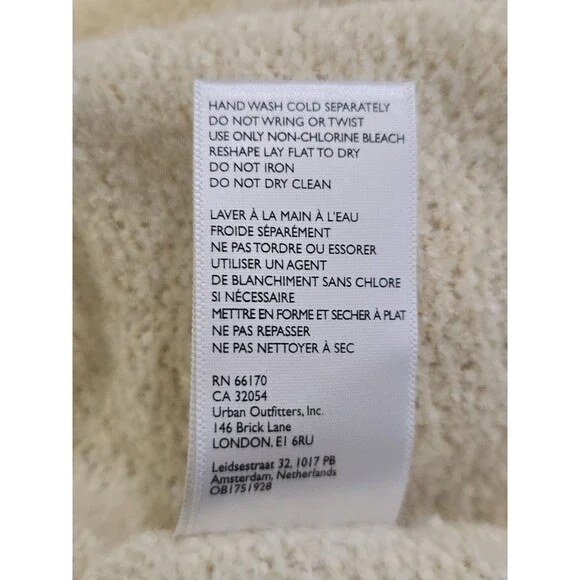 HAND WASH COLD SEPARATELY
DO NOT WRING OR TWIST
USE ONLY NON-CHLORINE BLEACH
RESHAPE LAY FLAT TO DRY
DO NOT IRON
DO NOT DRY CLEAN
LAVER À LA MAIN À L'EAU
FROIDE SÉPARÉMENT
NE PAS TORDRE OU ESSORER
UTILISER UN AGENT
DE BLANCHIMENT SANS CHLORE
SI NÉCESSAIRE
METTRE EN FORME ET SECHER À PLAT
NE PAS REPASSER
NE PAS NETTOYER À SEC
RN 66170
CA 32054
Urban Outfitters, Inc.
146 Brick Lane
LONDON, E1 6RU
Leidsestraat 32, 1017 PB
Amsterdam, Netherlands
OB1751928